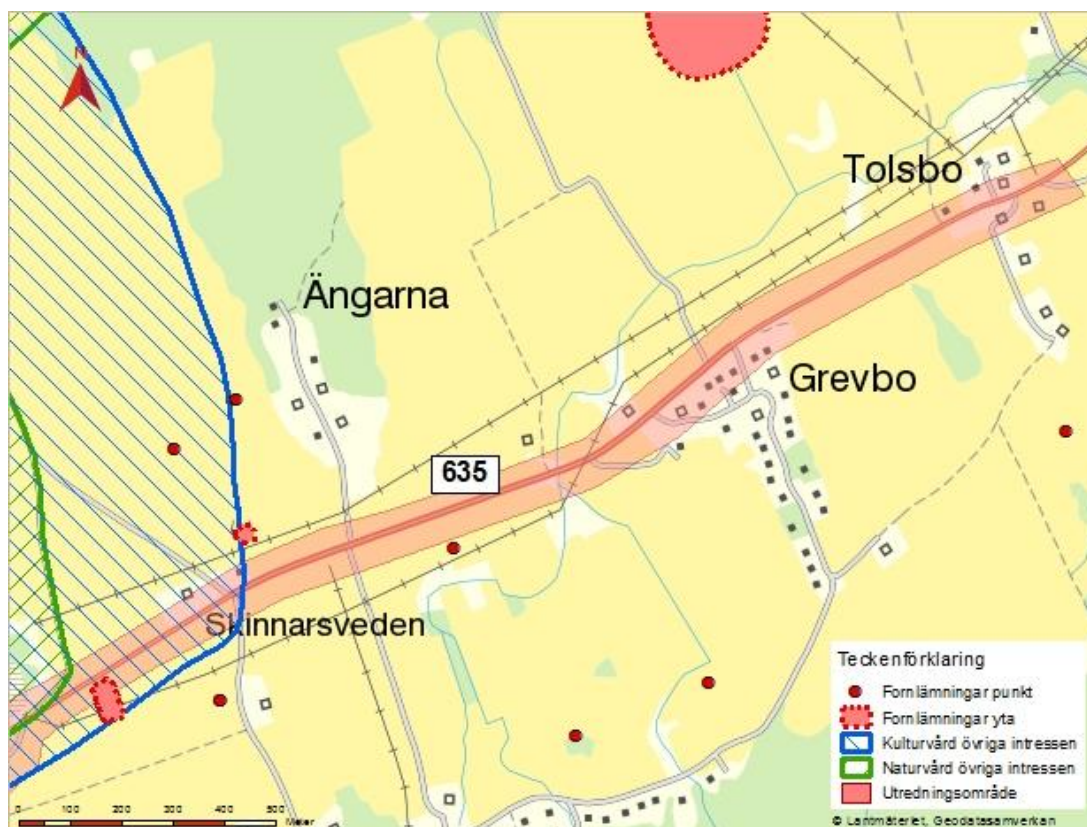 N
Tolsbo
Ängarna
Grevbo
635
Skinnarsveden
Teckenförklaring
Fornlämningar punkt
Fornlämningar yta
Kulturvård övriga intressen
Naturvård övriga intressen
Utredningsområde
0 100 200 300 400 500
Meter
© Lantmäteriet, Geodatasamverkan